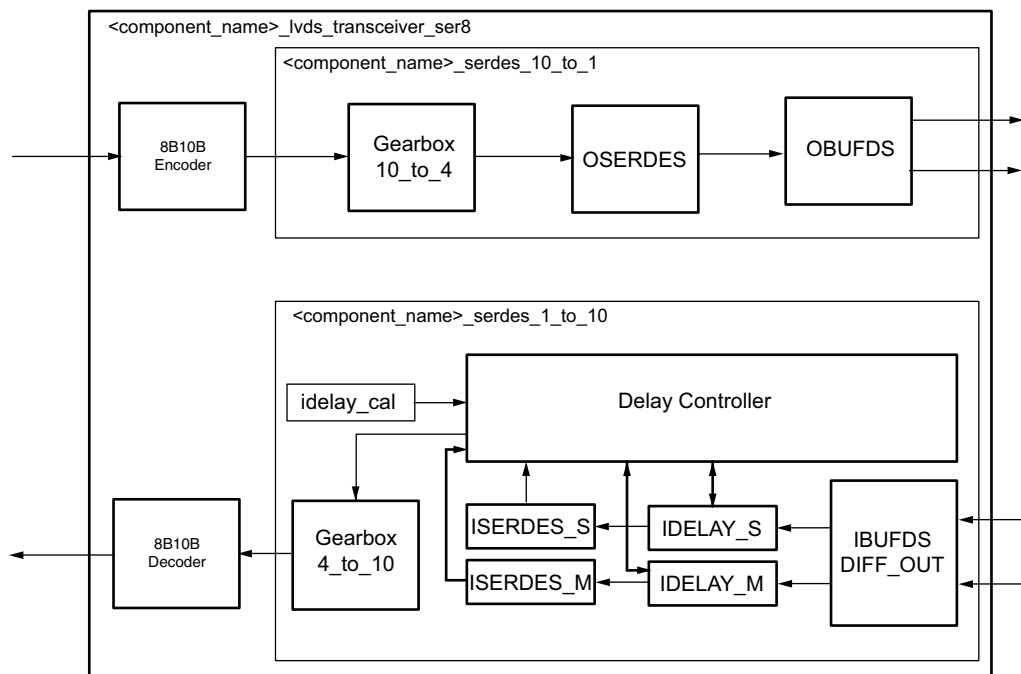 <component_name>_lvds_transceiver_ser8
<component_name>_serdes_10_to_1
8B10B
Encoder
Gearbox
10_to_4
OSERDES
OBUFDS
<component_name>_serdes_1_to_10
idelay_cal
Delay Controller
8B10B
Decoder
Gearbox
4_to_10
ISERDES_S
IDELAY_S
ISERDES_M
IDELAY_M
IBUFDS
DIFF_OUT